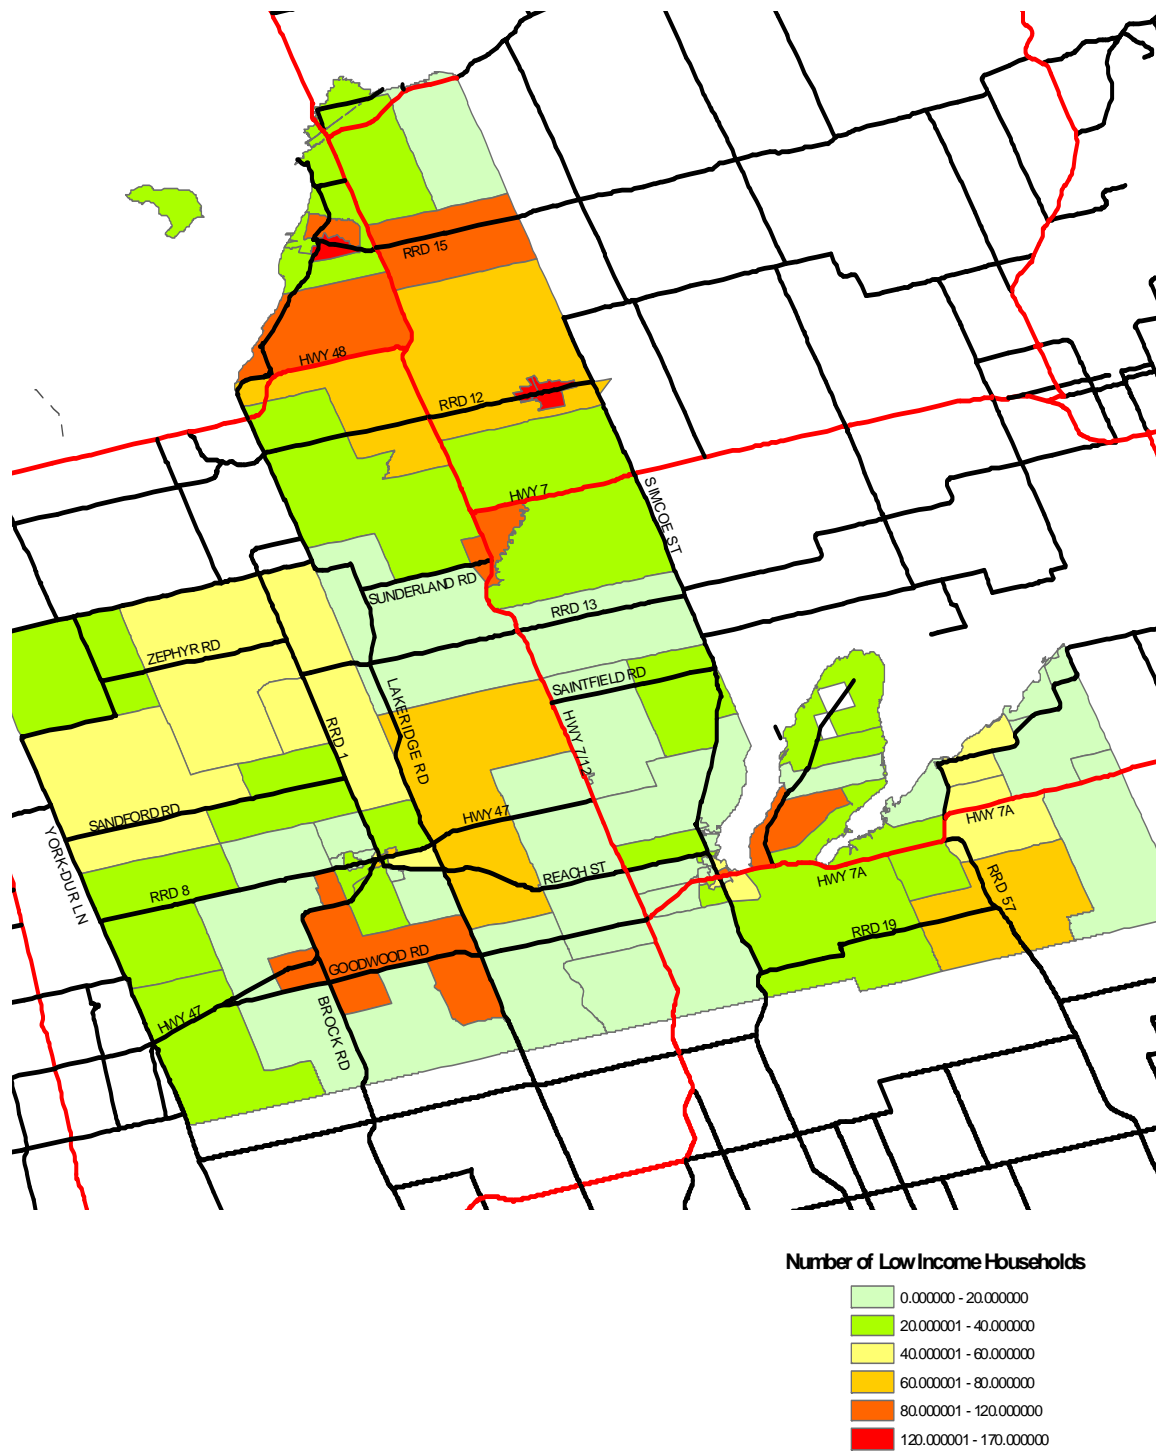 RRD 15
HWY 48
RRD 12
HWY 7
SIMCOE ST
SUNDERLAND RD
RRD 13
ZEPHYR RD
SAINTFIELD RD
LAKERIDGE RD
RRD 1
HWY 7/12
SANDFORD RD
HWY 47
HWY 7A
YORK-DUR LN
REACH ST
HWY 7A
RRD 57
RRD 8
RRD 19
GOODWOOD RD
HWY 47
BROCK RD
Number of Low Income Households
0.000000 - 20.000000
20.000001 - 40.000000
40.000001 - 60.000000
60.000001 - 80.000000
80.000001 - 120.000000
120.000001 - 170.000000